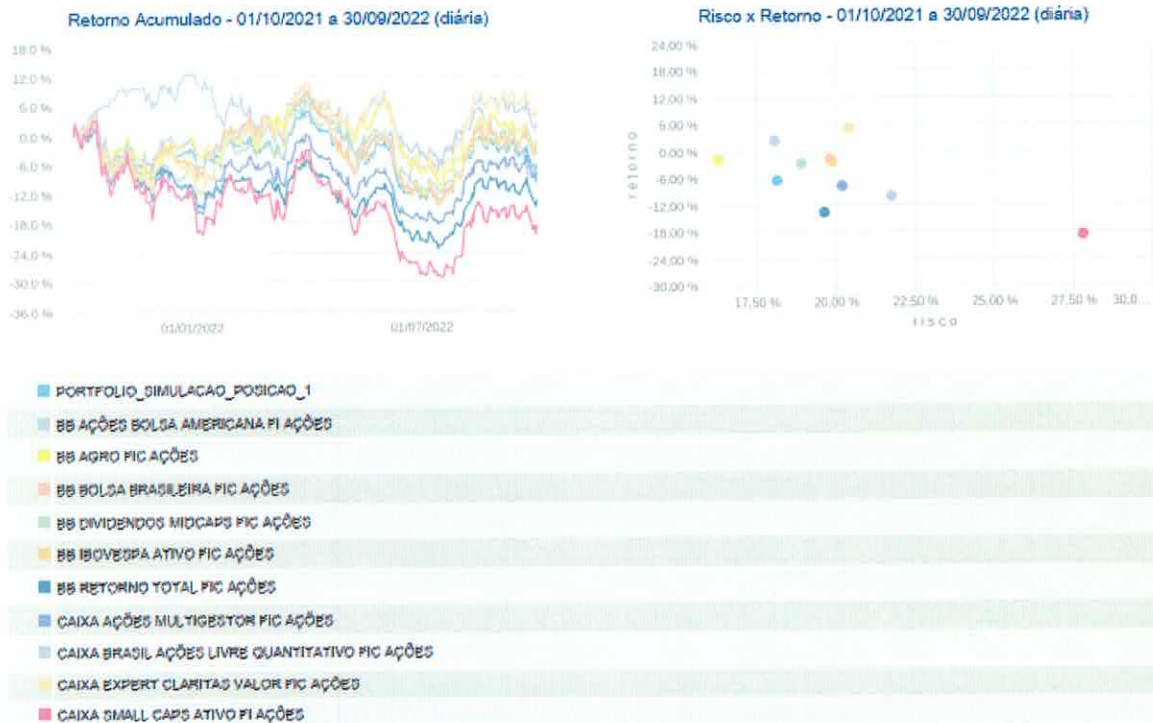 Retorno Acumulado - 01/10/2021 a 30/09/2022 (diária)
18.0 %
12.0 %
6.0 %
0.0 %
-6.0 %
-12.0 %
-18.0 %
-24.0 %
-30.0 %
-36.0 %
01/01/2022
01/07/2022
Risco x Retorno - 01/10/2021 a 30/09/2022 (diária)
24,00 %
18,00 %
12,00 %
6,00 %
0,00 %
-6,00 %
-12,00 %
-18,00 %
-24,00 %
-30,00 %
retorno
17,50 %
20,00 %
22,50 %
25,00 %
27,50 %
30,0...
risco
PORTFOLIO_SIMULACAO_POSICAO_1
BB AÇÕES BOLSA AMERICANA FI AÇÕES
BB AGRO FIC AÇÕES
BB BOLSA BRASILEIRA FIC AÇÕES
BB DIVIDENDOS MIDCAPS FIC AÇÕES
BB IBOVESPA ATIVO FIC AÇÕES
BB RETORNO TOTAL FIC AÇÕES
CAIXA AÇÕES MULTIGESTOR FIC AÇÕES
CAIXA BRASIL AÇÕES LIVRE QUANTITATIVO FIC AÇÕES
CAIXA EXPERT CLARITAS VALOR FIC AÇÕES
CAIXA SMALL CAPS ATIVO FI AÇÕES